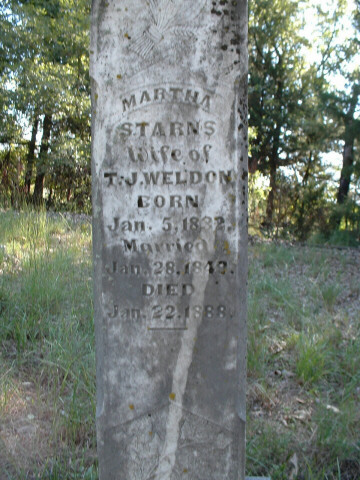 MARTHA
STARNS
Wife of
T.J.WELDON
BORN
Jan. 5, 1832.
Married
Jan. 28. 1849.
DIED
Jan. 22. 1888.